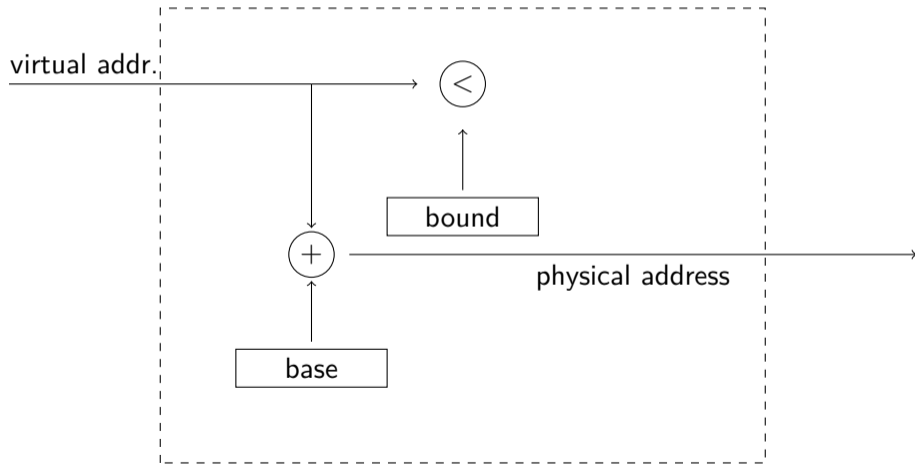 virtual addr.
<
bound
+
physical address
base